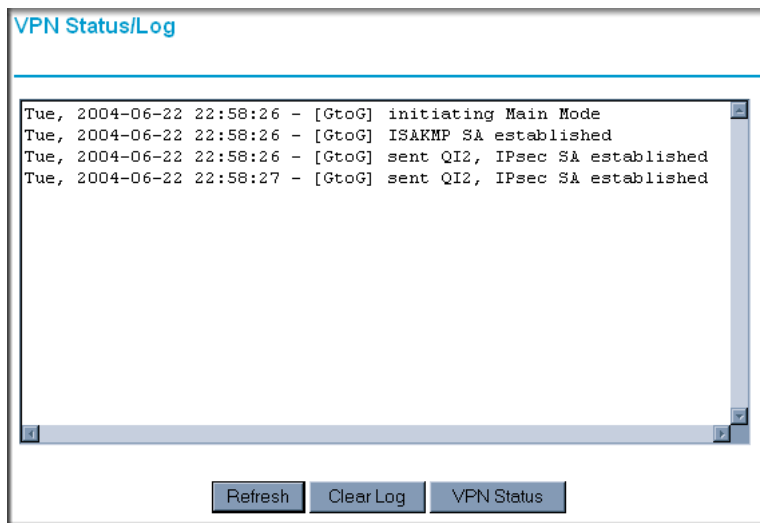 VPN Status/Log
Tue, 2004-06-22 22:58:26 - [GtoG] initiating Main Mode
Tue, 2004-06-22 22:58:26 - [GtoG] ISAKMP SA established
Tue, 2004-06-22 22:58:26 - [GtoG] sent QI2, IPsec SA established
Tue, 2004-06-22 22:58:27 - [GtoG] sent QI2, IPsec SA established
Refresh Clear Log VPN Status